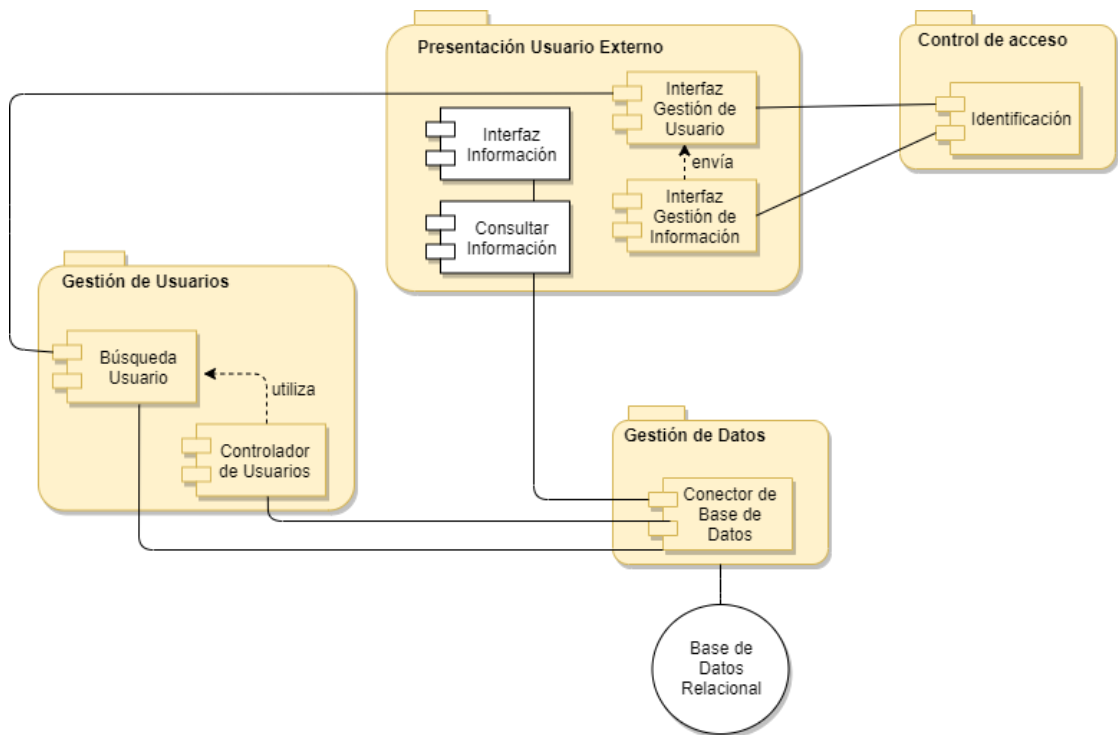 Presentación Usuario Externo
Control de acceso
Interfaz
Gestión de
Usuario
Interfaz
Información
Identificación
envía
Interfaz
Gestión de
Información
Consultar
Información
Gestión de Usuarios
Búsqueda
Usuario
utiliza
Controlador
de Usuarios
Gestión de Datos
Conector de
Base de
Datos
Base de
Datos
Relacional